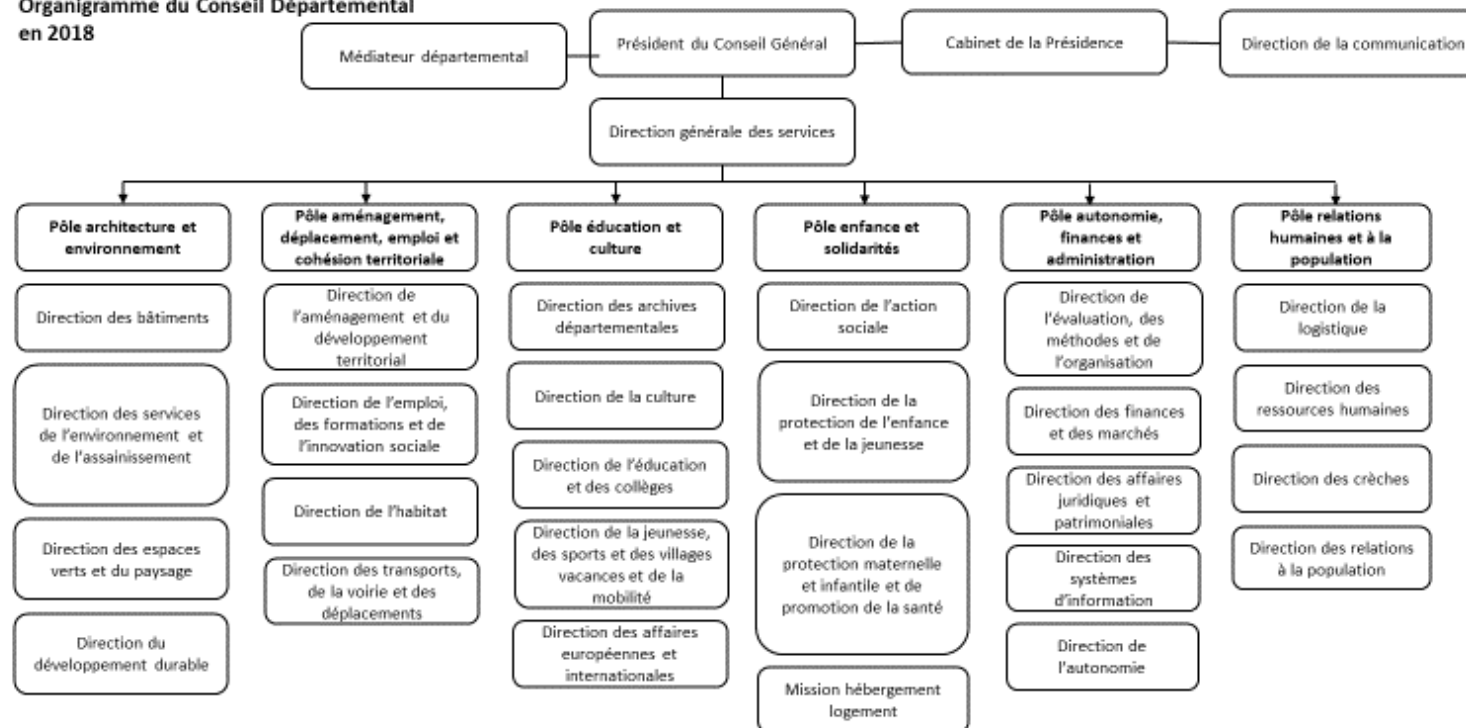 Organigramme du Conseil Départemental
en 2018
Médiateur départemental
Président du Conseil Général
Cabinet de la Présidence
Direction de la communication
Direction générale des services
Pôle architecture et
environnement
Direction des bâtiments
Direction des services
de l'environnement et
de l'assainissement
Direction des espaces
verts et du paysage
Direction du
développement durable
Pôle aménagement,
déplacement, emploi et
cohésion territoriale
Direction de
l'aménagement et du
développement
territorial
Direction de l'emploi,
des formations et de
l'innovation sociale
Direction de l'habitat
Direction des transports,
de la voirie et des
déplacements
Pôle éducation et
culture
Direction des archives
départementales
Direction de la culture
Direction de l'éducation
et des collèges
Direction de la jeunesse,
des sports et des villages
vacances et de la
mobilité
Direction des affaires
européennes et
internationales
Pôle enfance et
solidarités
Direction de l'action
sociale
Direction de la
protection de l'enfance
et de la jeunesse
Direction de la
protection maternelle
et infantile et de
promotion de la santé
Mission hébergement
logement
Pôle autonomie,
finances et
administration
Direction de
l'évaluation, des
méthodes et de
l'organisation
Direction des finances
et des marchés
Direction des affaires
juridiques et
patrimoniales
Direction des
systèmes
d'information
Direction de
l'autonomie
Pôle relations
humaines et à la
population
Direction de la
logistique
Direction des
ressources humaines
Direction des crèches
Direction des relations
à la population